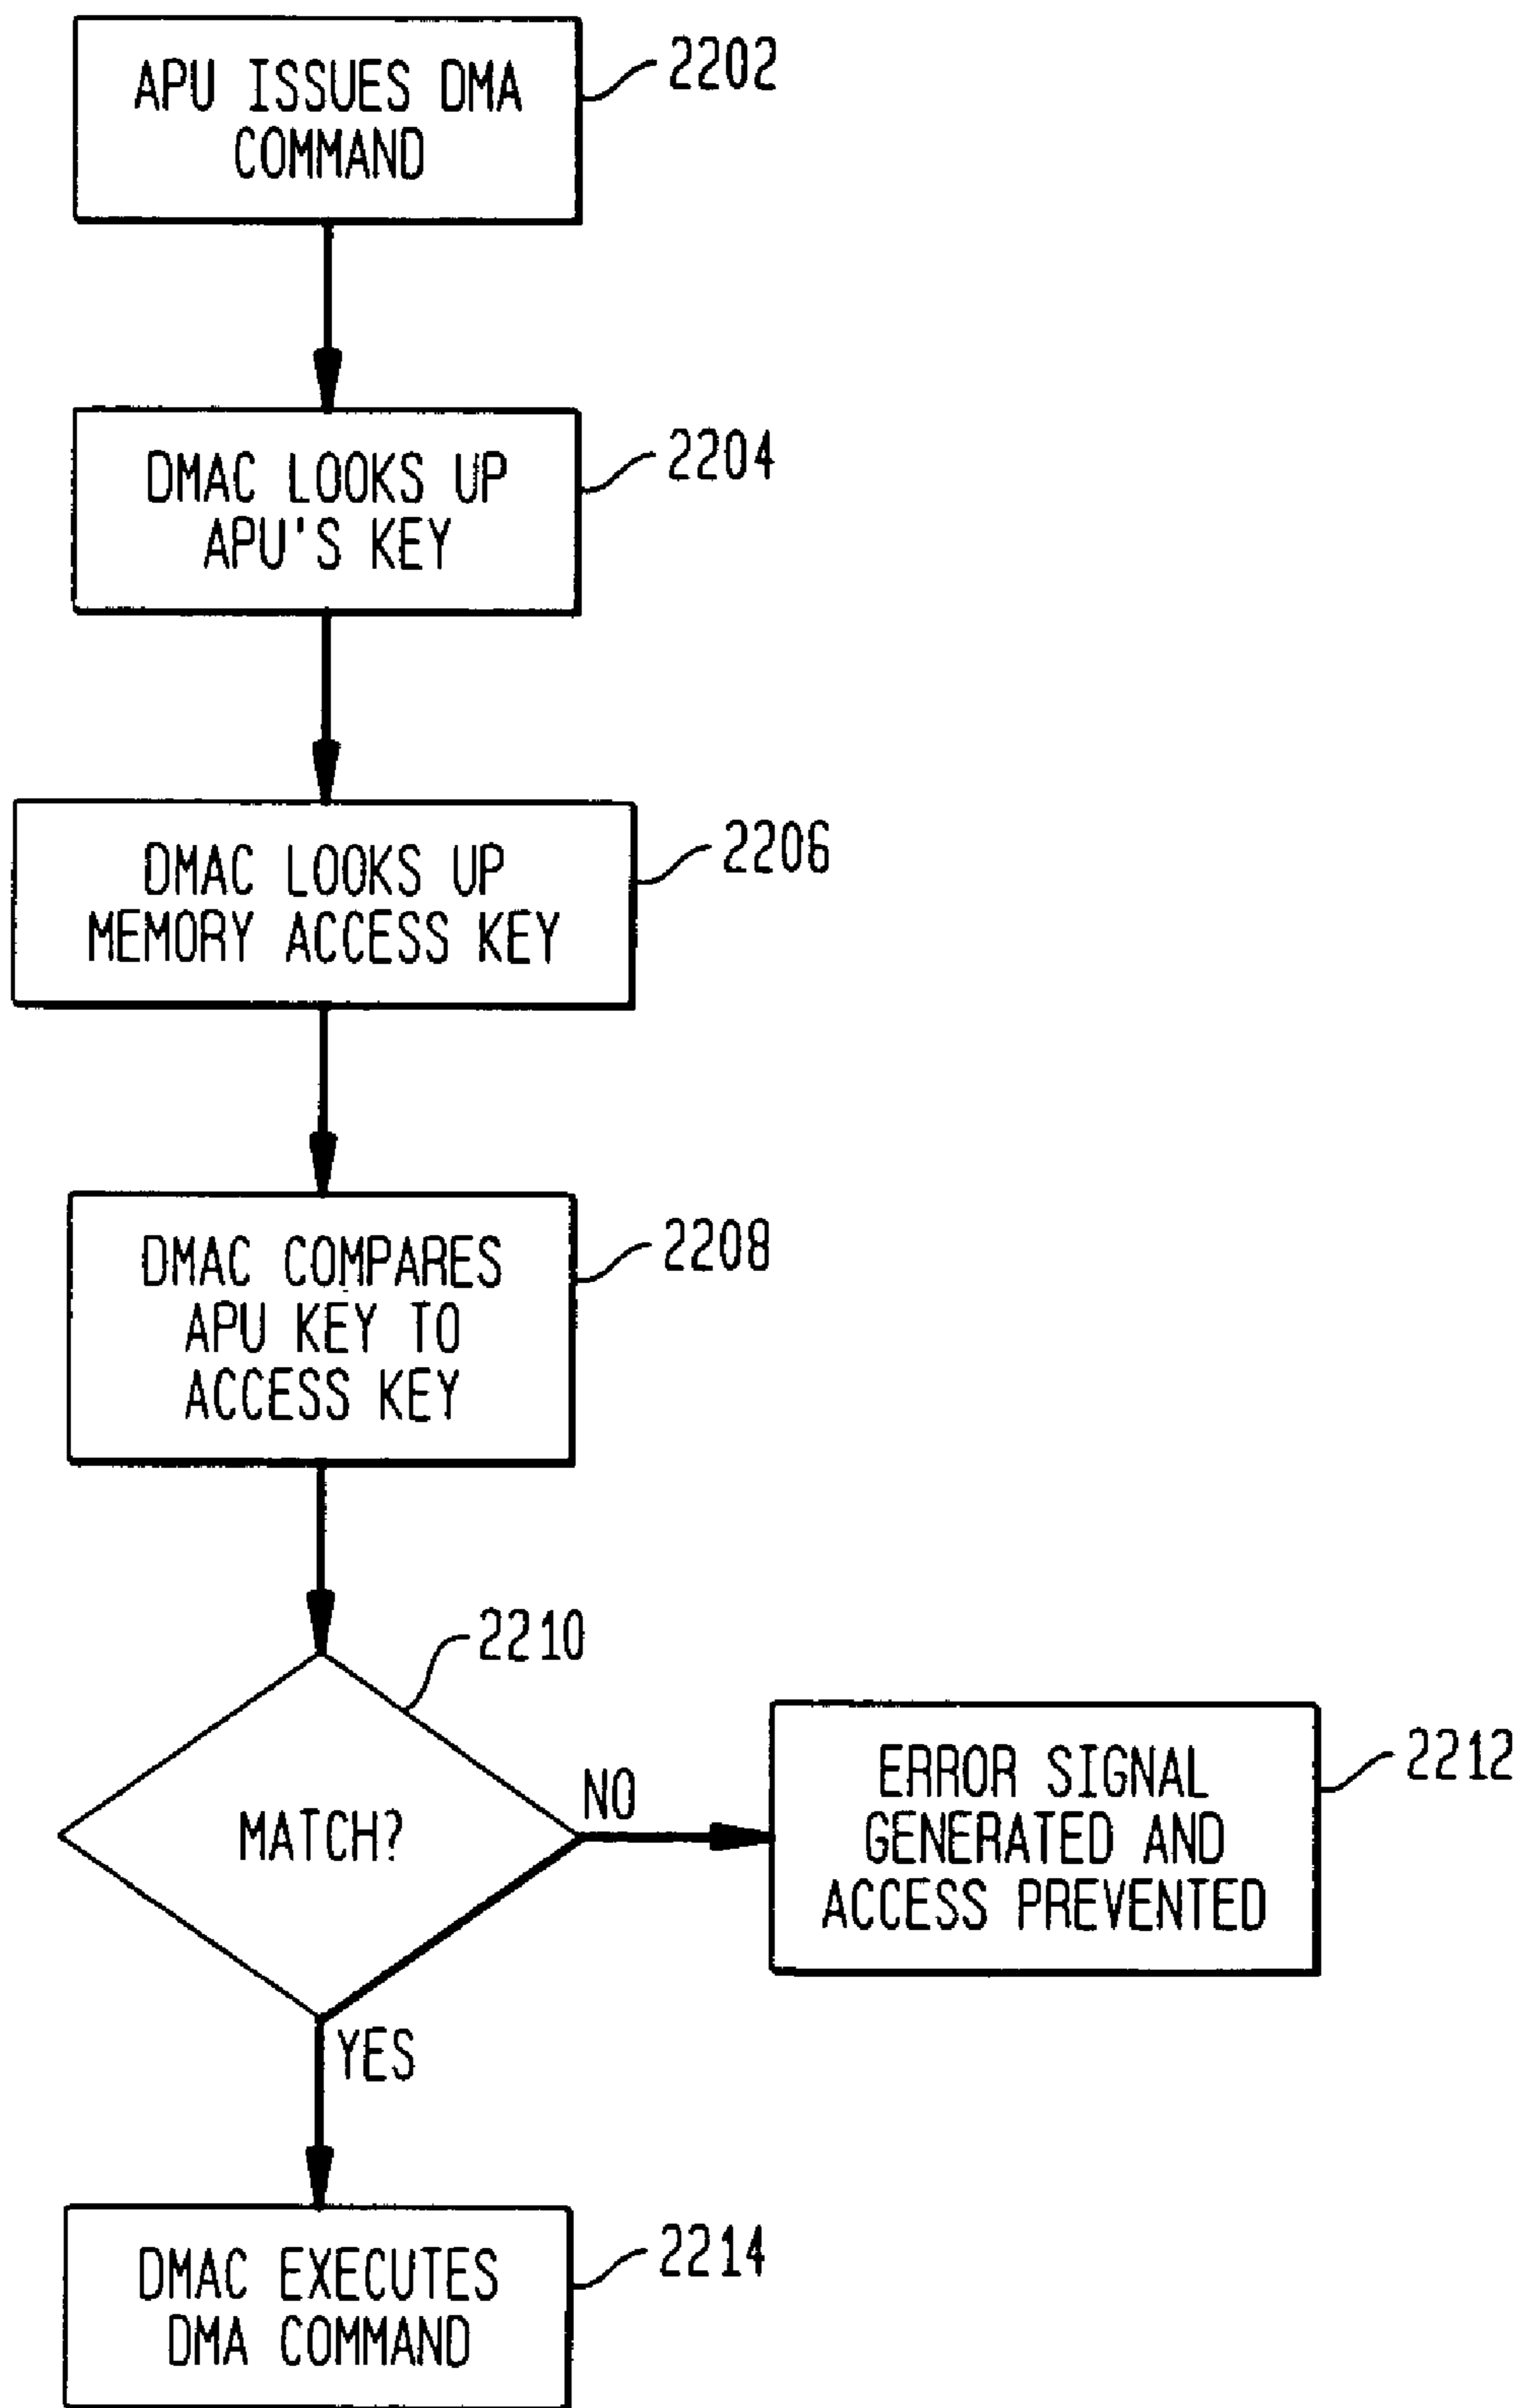 APU ISSUES DMA
COMMAND
2202
DMAC LOOKS UP
APU'S KEY
2204
DMAC LOOKS UP
MEMORY ACCESS KEY
2206
DMAC COMPARES
APU KEY TO
ACCESS KEY
2208
2210
MATCH?
NO
ERROR SIGNAL
GENERATED AND
ACCESS PREVENTED
2212
YES
DMAC EXECUTES
DMA COMMAND
2214